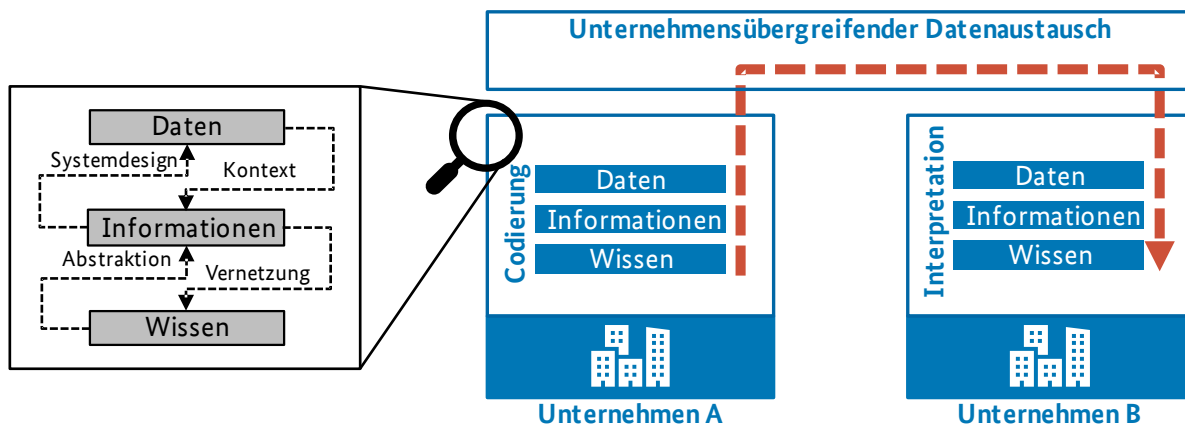 Unternehmensübergreifender Datenaustausch
Daten
Systemdesign
Kontext
Informationen
Abstraktion
Vernetzung
Wissen
Codierung
Daten
Informationen
Wissen
Unternehmen A
Interpretation
Daten
Informationen
Wissen
Unternehmen B